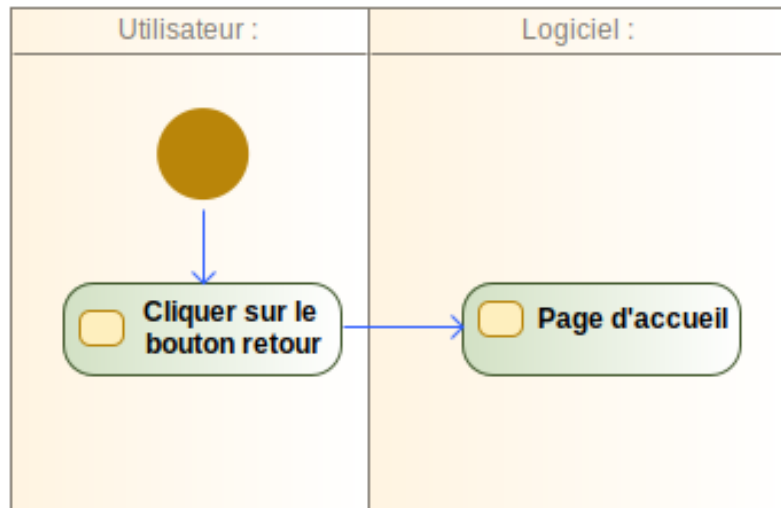 Utilisateur :
Logiciel :
Cliquer sur le
bouton retour
Page d'accueil